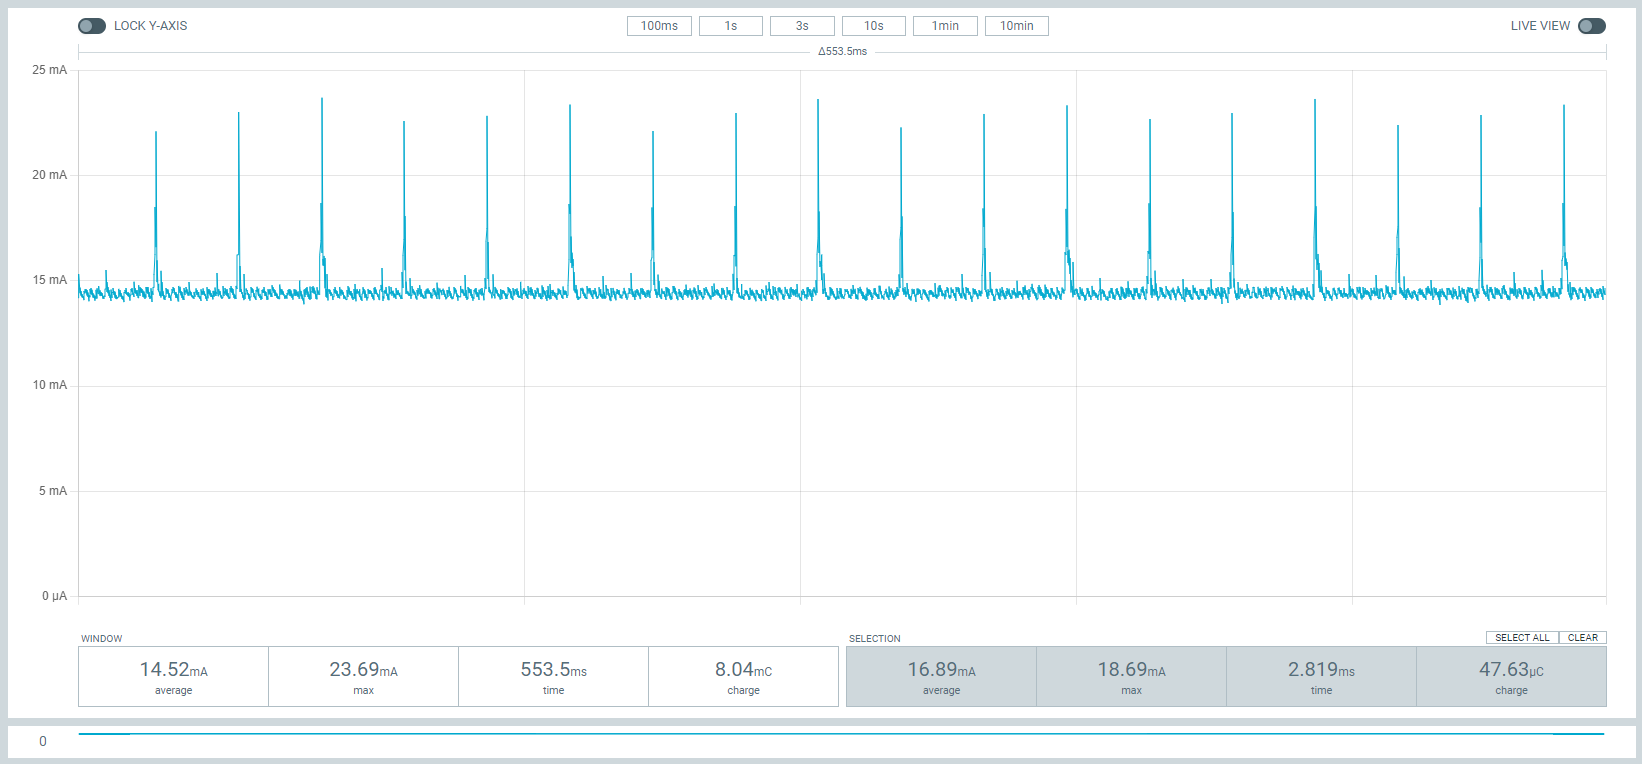 LOCK Y-AXIS 100ms 1s 3s 10s 1min 10min LIVE VIEW
Δ553.5ms
25 mA
20 mA
15 mA
10 mA
5 mA
0 µA
WINDOW SELECTION SELECT ALL CLEAR
14.52mA 23.69mA 553.5ms 8.04mC 16.89mA 18.69mA 2.819ms 47.63µC
average max time charge average max time charge
0